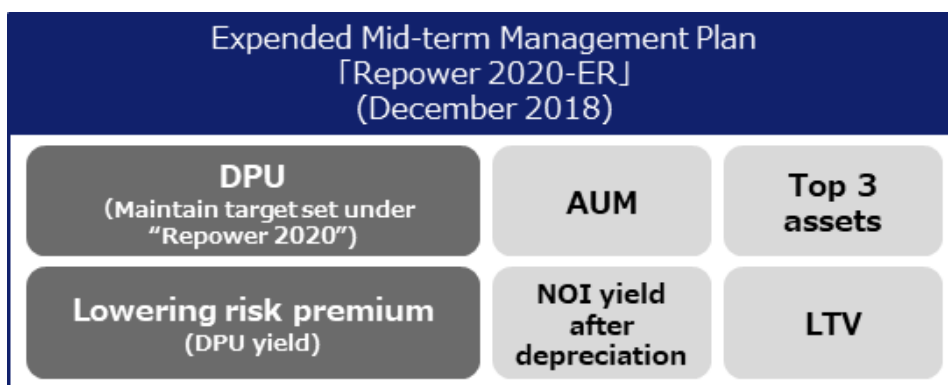 Expended Mid-term Management Plan
「Repower 2020-ER」
(December 2018)
DPU
(Maintain target set under
“Repower 2020”)
AUM
Top 3
assets
Lowering risk premium
(DPU yield)
NOI yield
after
depreciation
LTV